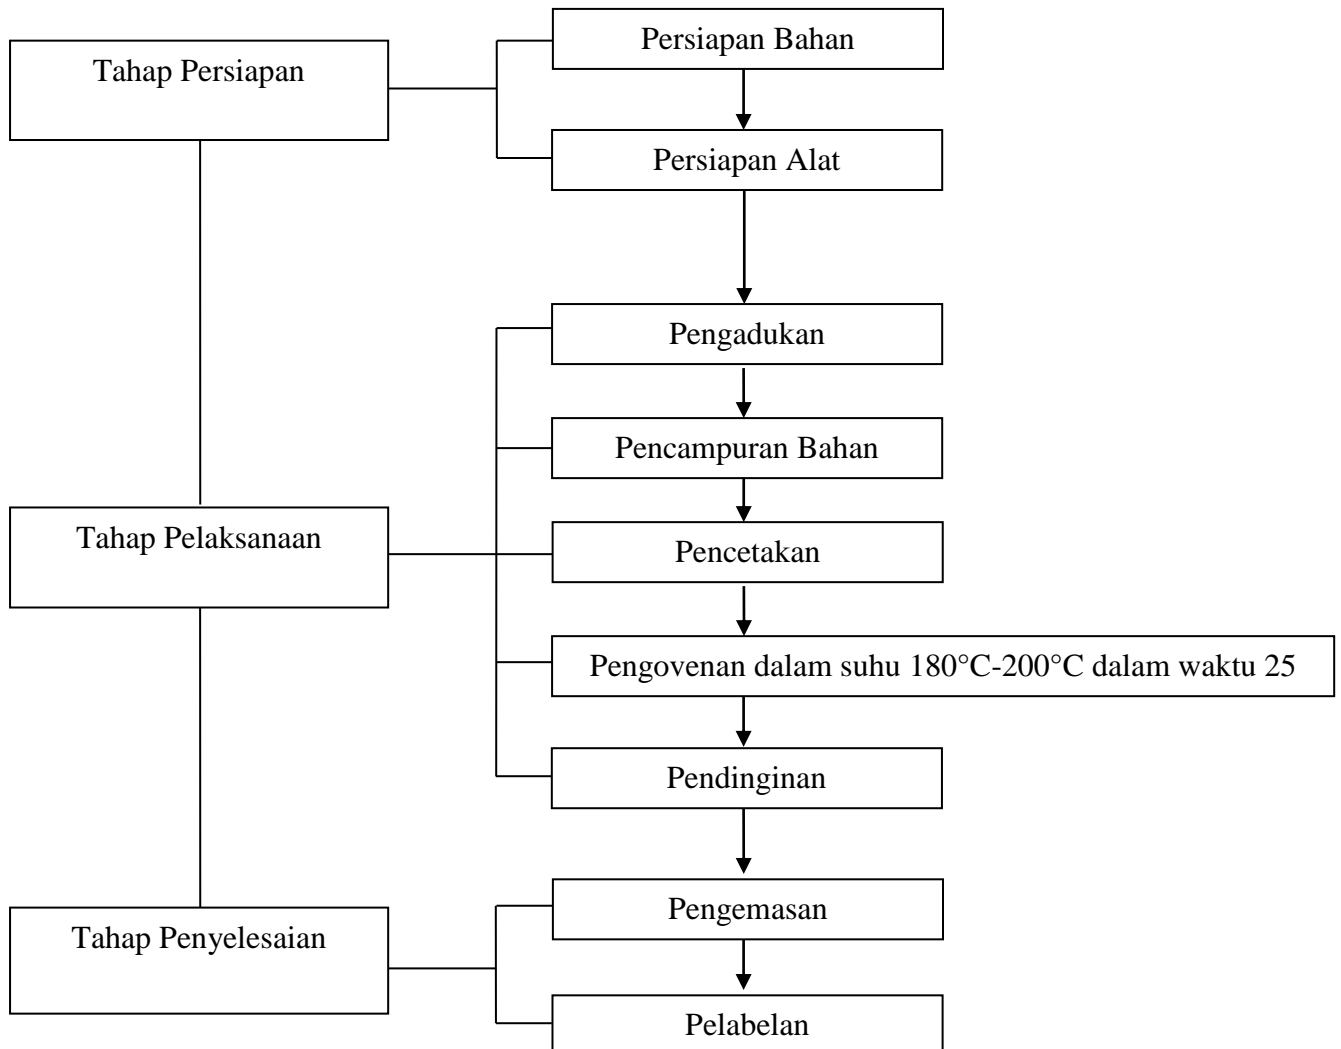 Persiapan Bahan
Tahap Persiapan
Persiapan Alat
Pengadukan
Pencampuran Bahan
Tahap Pelaksanaan
Pencetakan
Pengovenan dalam suhu 180°C-200°C dalam waktu 25
Pendinginan
Pengemasan
Tahap Penyelesaian
Pelabelan